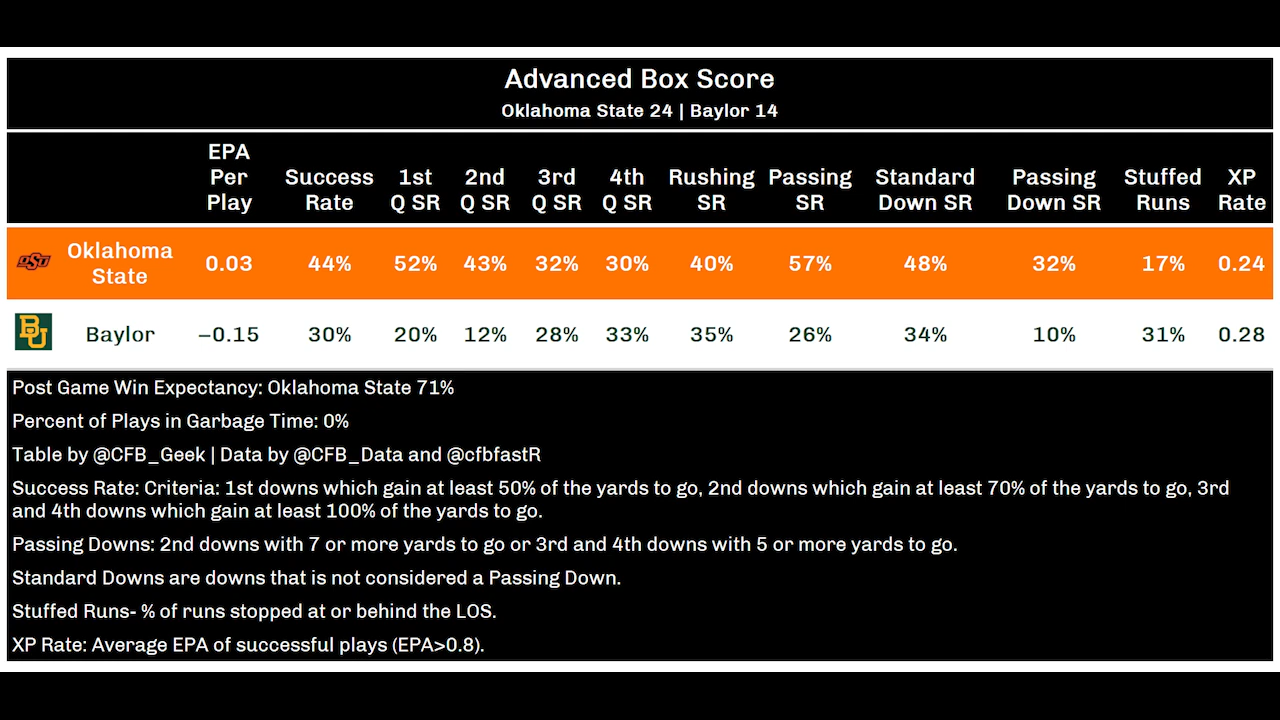 Advanced Box Score
Oklahoma State 24 | Baylor 14
EPA Per Play Success Rate 1st Q SR 2nd Q SR 3rd Q SR 4th Q SR Rushing SR Passing SR Standard Down SR Passing Down SR Stuffed Runs XP Rate
OSU Oklahoma State 0.03 44% 52% 43% 32% 30% 40% 57% 48% 32% 17% 0.24
BU Baylor −0.15 30% 20% 12% 28% 33% 35% 26% 34% 10% 31% 0.28
Post Game Win Expectancy: Oklahoma State 71%
Percent of Plays in Garbage Time: 0%
Table by @CFB_Geek | Data by @CFB_Data and @cfbfastR
Success Rate: Criteria: 1st downs which gain at least 50% of the yards to go, 2nd downs which gain at least 70% of the yards to go, 3rd
and 4th downs which gain at least 100% of the yards to go.
Passing Downs: 2nd downs with 7 or more yards to go or 3rd and 4th downs with 5 or more yards to go.
Standard Downs are downs that is not considered a Passing Down.
Stuffed Runs- % of runs stopped at or behind the LOS.
XP Rate: Average EPA of successful plays (EPA>0.8).